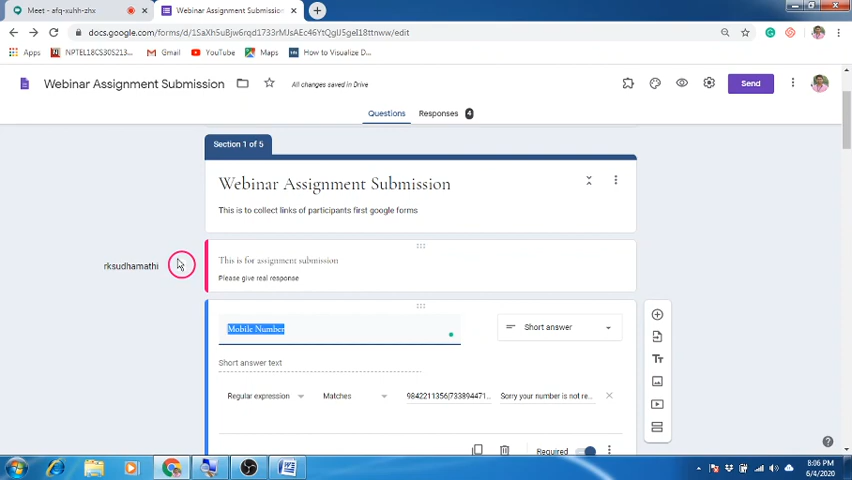 Meet - afq-xuhh-zhx
Webinar Assignment Submission
docs.google.com/forms/d/1SaXh5uBjw6rqd1733rMJsAEc6YtYCsl5geI18ttmww/edit
Apps
NPTEL18CS30S213...
Gmail
YouTube
Maps
How to Visualize D...
Webinar Assignment Submission
All changes saved in Drive
Send
Questions
Responses 4
Section 1 of 5
Webinar Assignment Submission
This is to collect links of participants first google forms
This is for assignment submission
Please give real response
rksudhamathi
Mobile Number
Short answer
Short answer text
Regular expression
Matches
9842211356|733894471...
Sorry your number is not re...
Required
8:06 PM
6/4/2020